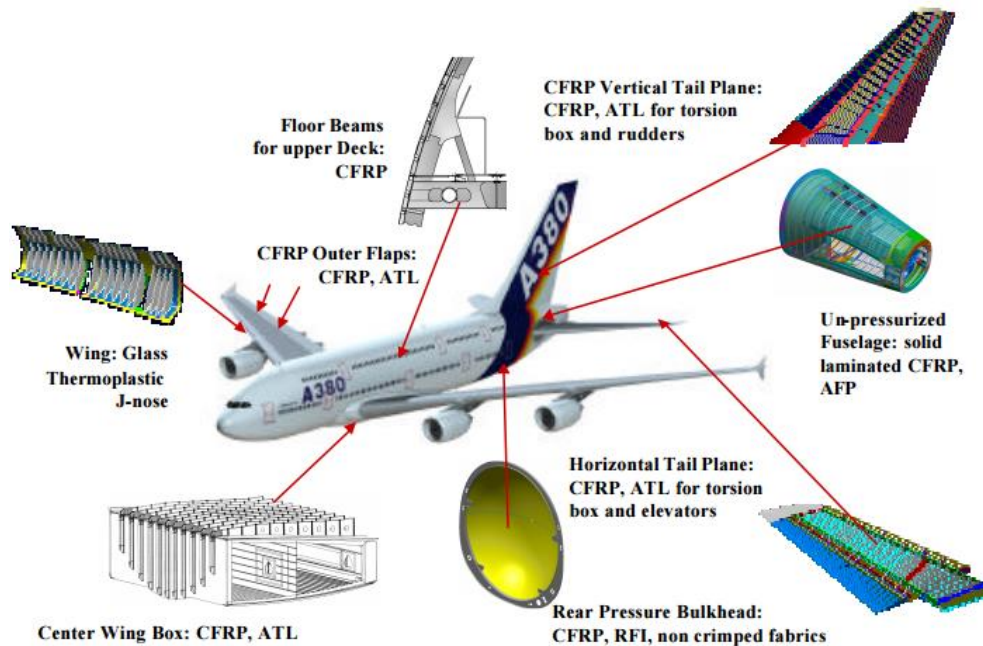 CFRP Vertical Tail Plane:
CFRP, ATL for torsion
box and rudders
Floor Beams
for upper Deck:
CFRP
CFRP Outer Flaps:
CFRP, ATL
A380
Wing: Glass
Thermoplastic
J-nose
Un-pressurized
Fuselage: solid
laminated CFRP,
AFP
A380
Horizontal Tail Plane:
CFRP, ATL for torsion
box and elevators
Center Wing Box: CFRP, ATL
Rear Pressure Bulkhead:
CFRP, RFI, non crimped fabrics